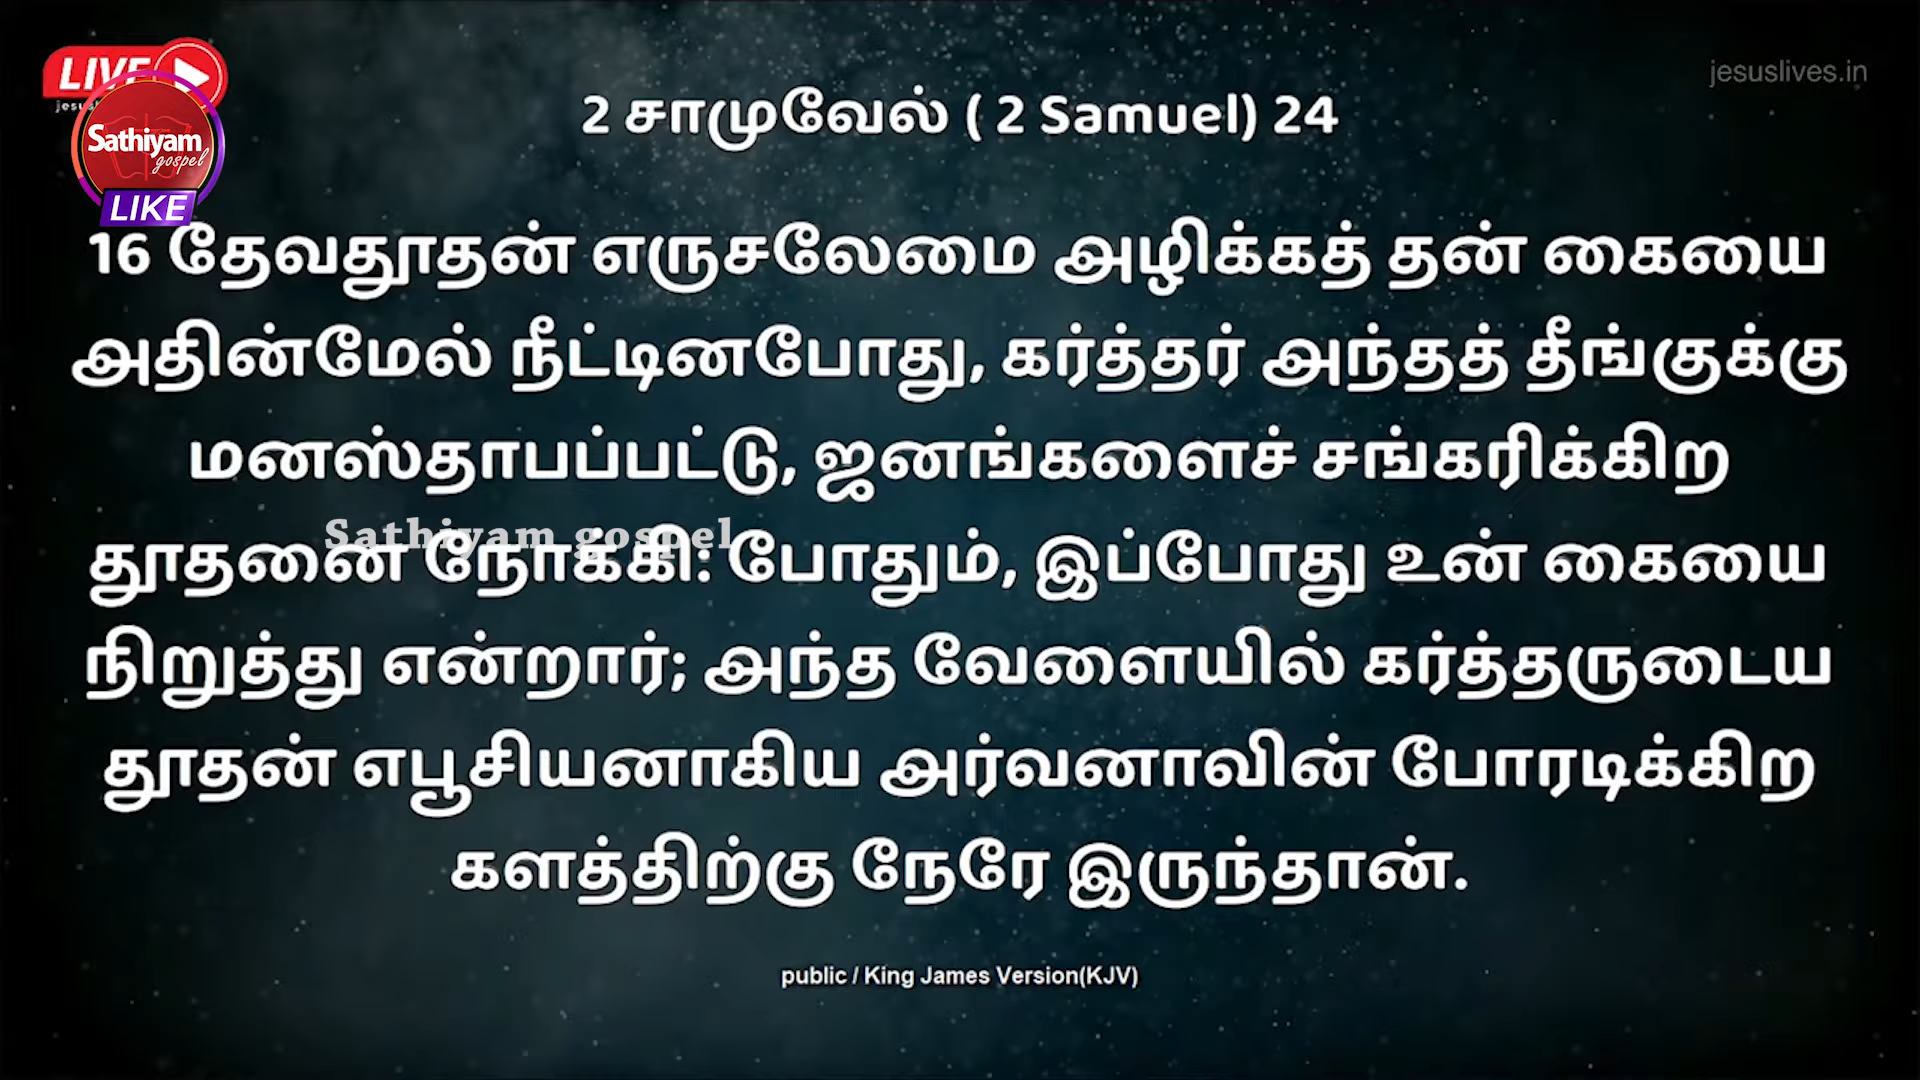 LIVE
jesuslives.in
Sathiyam
gospel
LIKE
2 சாமுவேல் ( 2 Samuel) 24
16 தேவதூதன் எருசலேமை அழிக்கத் தன் கையை
அதின்மேல் நீட்டினபோது, கர்த்தர் அந்தத் தீங்குக்கு
மனஸ்தாபப்பட்டு, ஜனங்களைச் சங்கரிக்கிற
Sathiyam gospel
தூதனை நோக்கி: போதும், இப்போது உன் கையை
நிறுத்து என்றார்; அந்த வேளையில் கர்த்தருடைய
தூதன் எபூசியனாகிய அர்வனாவின் போரடிக்கிற
களத்திற்கு நேரே இருந்தான்.
public / King James Version(KJV)